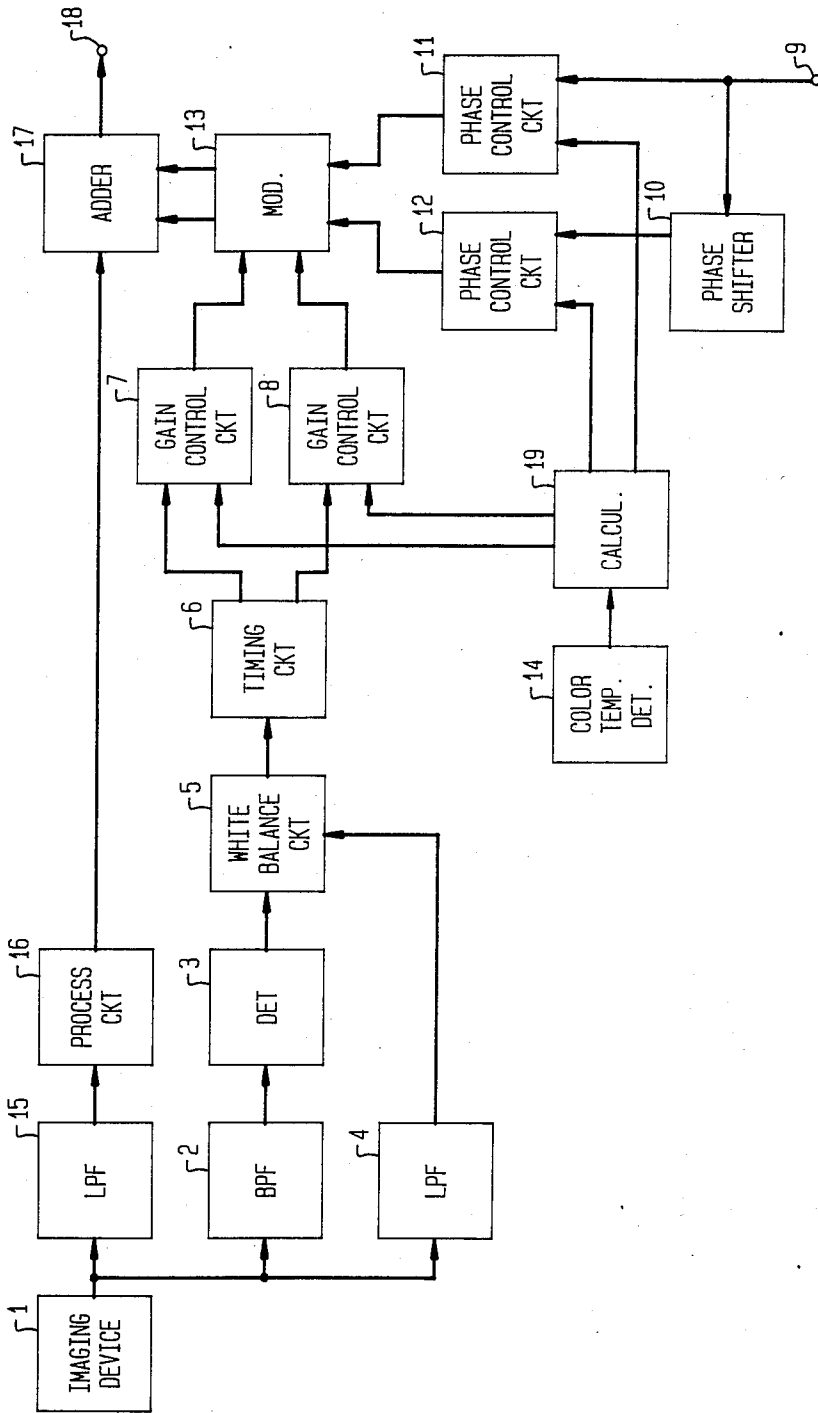 1
IMAGING
DEVICE
15
LPF
16
PROCESS
CKT
17
ADDER
18
2
BPF
3
DET
4
LPF
5
WHITE
BALANCE
CKT
6
TIMING
CKT
7
GAIN
CONTROL
CKT
8
GAIN
CONTROL
CKT
13
MOD.
14
COLOR
TEMP.
DET.
19
CALCUL.
12
PHASE
CONTROL
CKT
11
PHASE
CONTROL
CKT
10
PHASE
SHIFTER
9